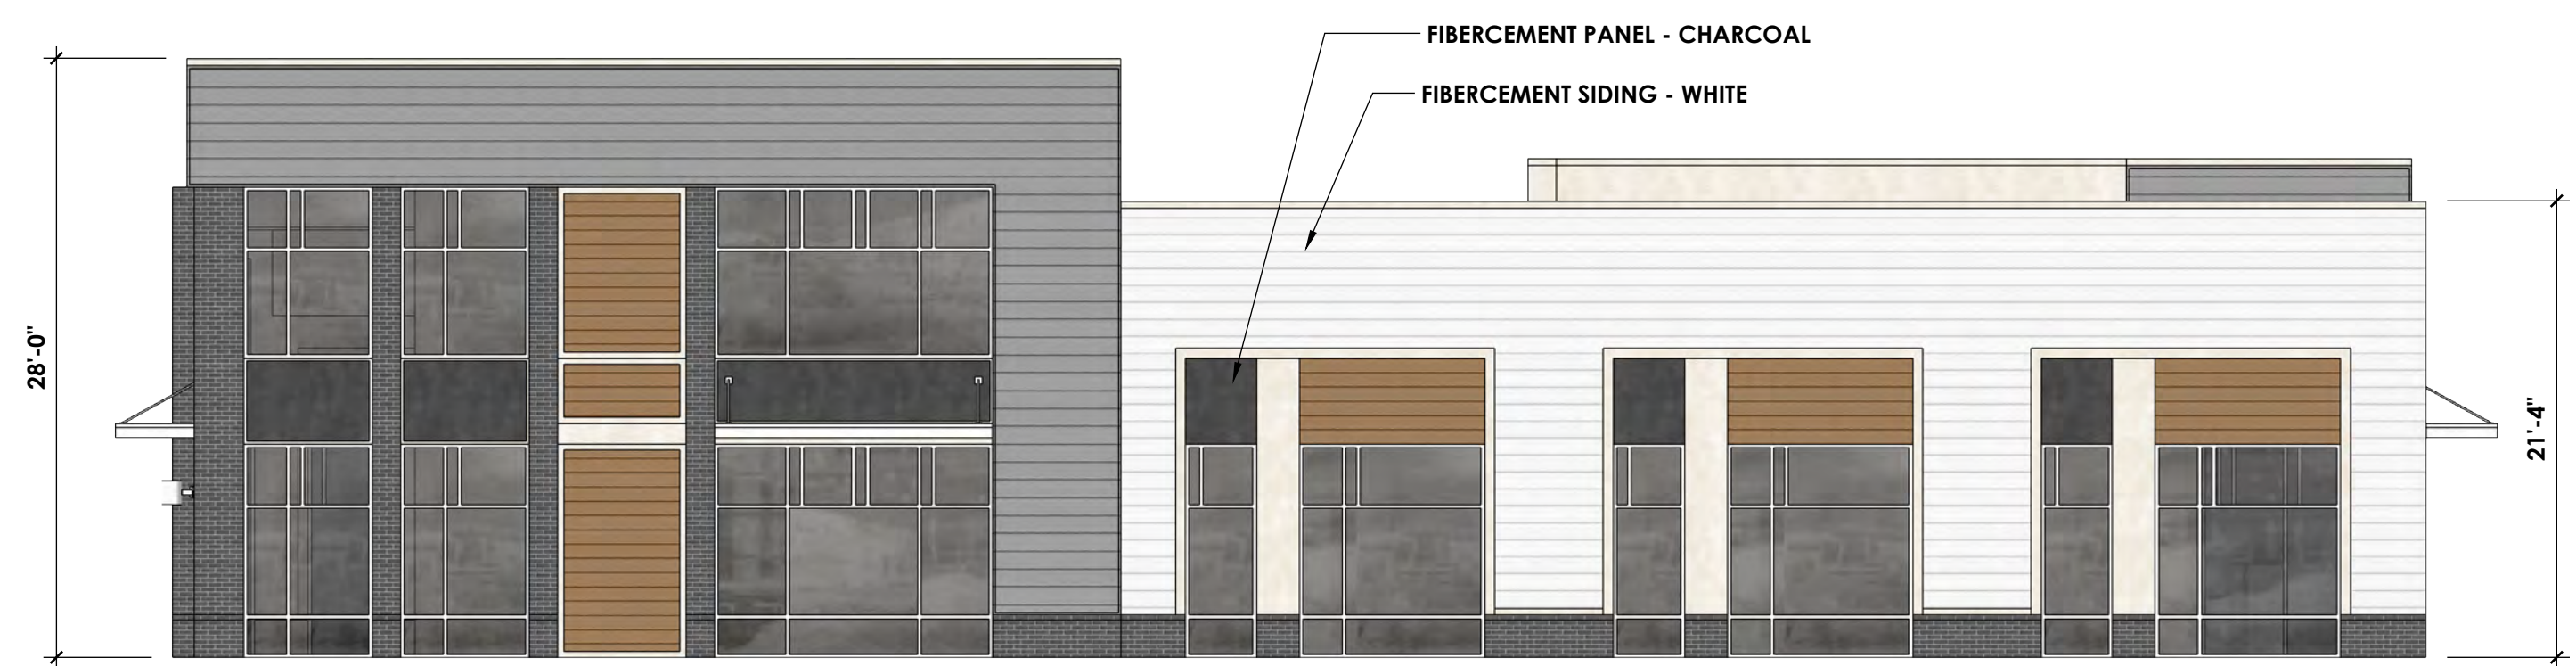 FIBERCEMENT PANEL - CHARCOAL
FIBERCEMENT SIDING - WHITE
28'-0"
21'-4"